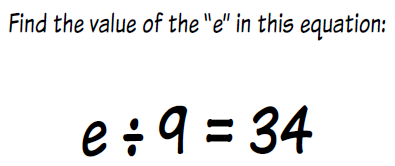 Find the value of the "e" in this equation:
e ÷ 9 = 34